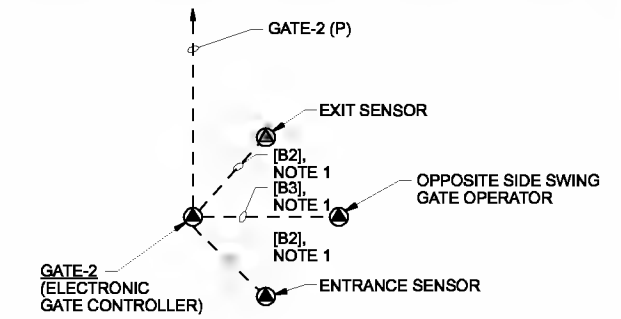 GATE-2 (P)
EXIT SENSOR
[B2],
NOTE 1
[B3],
NOTE 1
OPPOSITE SIDE SWING
GATE OPERATOR
[B2],
NOTE 1
GATE-2
(ELECTRONIC
GATE CONTROLLER)
ENTRANCE SENSOR